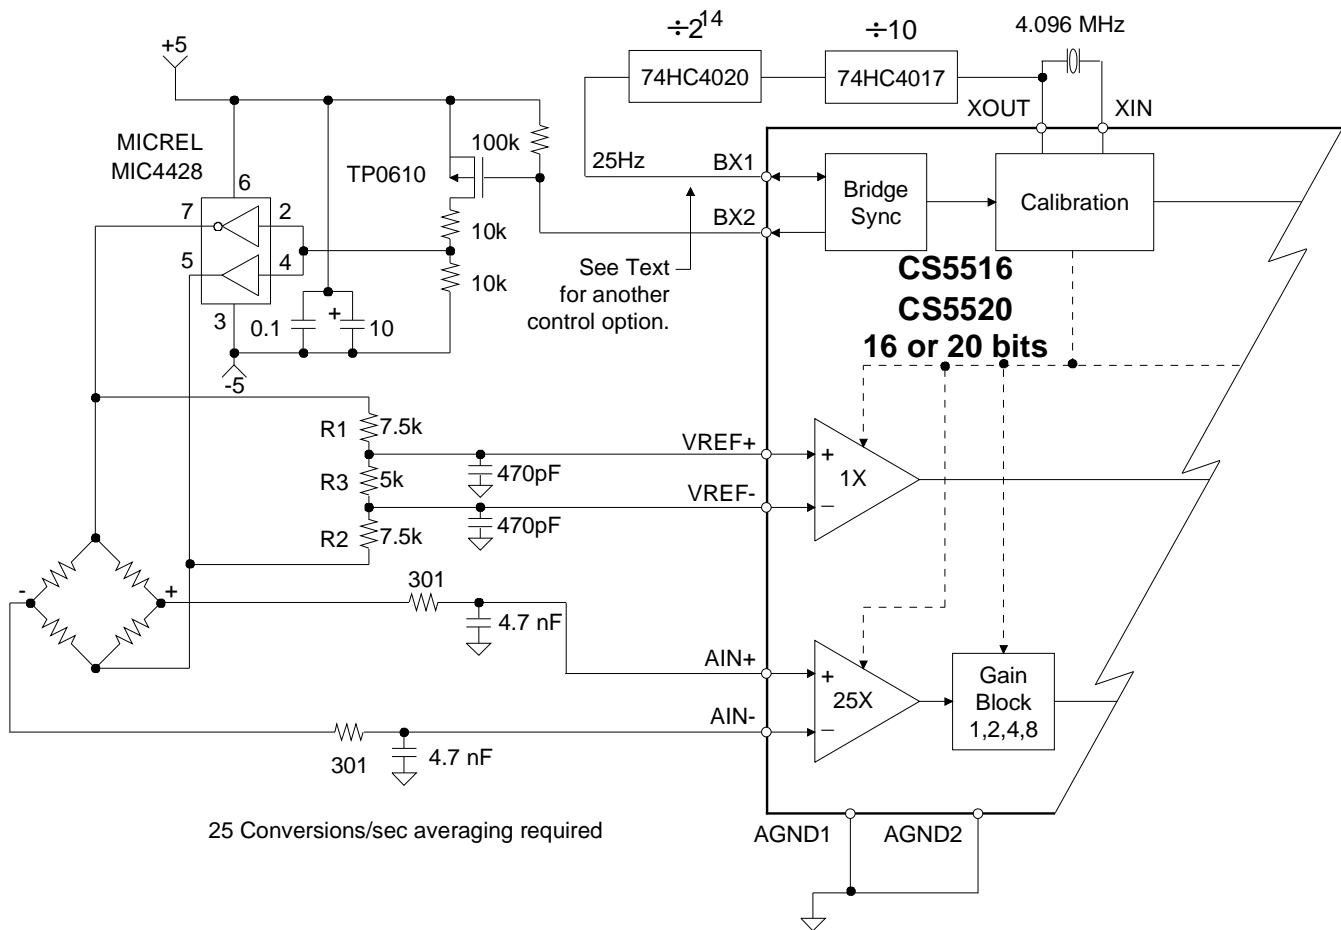 ÷2^14
÷10
4.096 MHz
+5
74HC4020
74HC4017
XOUT
XIN
MICREL
MIC4428
100k
TP0610
25Hz
BX1
BX2
Bridge
Sync
Calibration
6
7
2
5
4
3
10k
10k
0.1
+
10
-5
See Text
for another
control option.
CS5516
CS5520
16 or 20 bits
R1
7.5k
R3
5k
R2
7.5k
470pF
470pF
VREF+
VREF-
+
1X
−
-
+
301
4.7 nF
AIN+
AIN-
+
25X
−
Gain
Block
1,2,4,8
301
4.7 nF
25 Conversions/sec averaging required
AGND1
AGND2